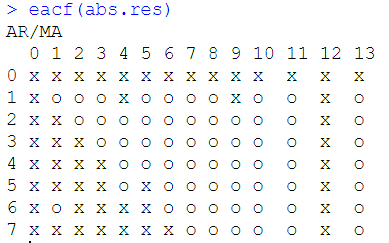 > eacf(abs.res)
AR/MA
  0 1 2 3 4 5 6 7 8 9 10 11 12 13
0 x x x x x x x x x x x x x x
1 x o o o x o o o o x o o x o
2 x x o o o o o o o o o o x o
3 x x x o o o o o o o o o x o
4 x x x x o o o o o o o o x o
5 x x x x o x o o o o o o x o
6 x o x x x x o o o o o o x o
7 x x x x x x x o o o o o x o